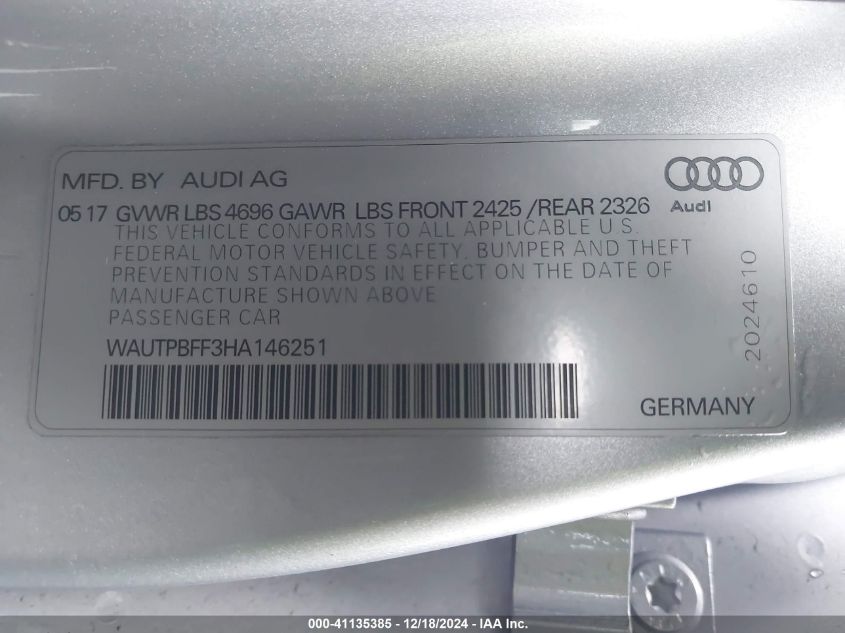 MFD. BY AUDI AG
05 17 GVWR LBS 4696 GAWR LBS FRONT 2425 /REAR 2326
Audi
THIS VEHICLE CONFORMS TO ALL APPLICABLE U.S.
FEDERAL MOTOR VEHICLE SAFETY, BUMPER AND THEFT
PREVENTION STANDARDS IN EFFECT ON THE DATE OF
MANUFACTURE SHOWN ABOVE
PASSENGER CAR
WAUTPBFF3HA146251
2024610
GERMANY
000-41135385 - 12/18/2024 - IAA Inc.